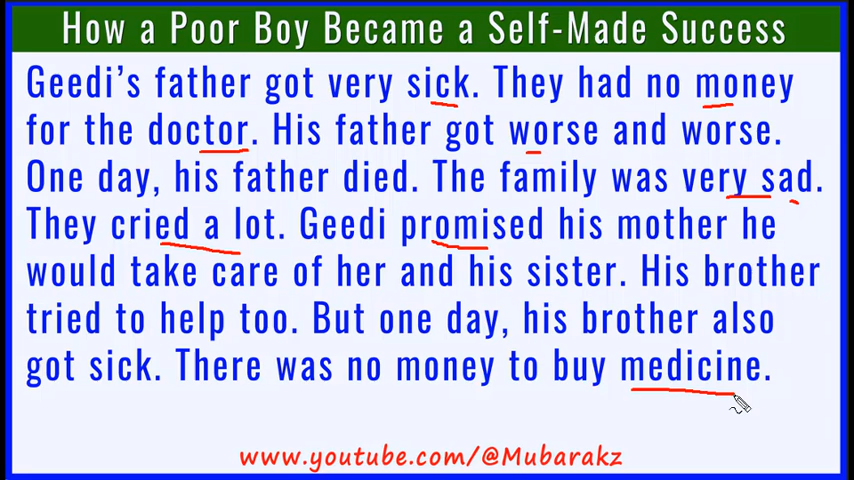 How a Poor Boy Became a Self-Made Success
Geedi's father got very sick. They had no money
for the doctor. His father got worse and worse.
One day, his father died. The family was very sad.
They cried a lot. Geedi promised his mother he
would take care of her and his sister. His brother
tried to help too. But one day, his brother also
got sick. There was no money to buy medicine.
www.youtube.com/@Mubarakz